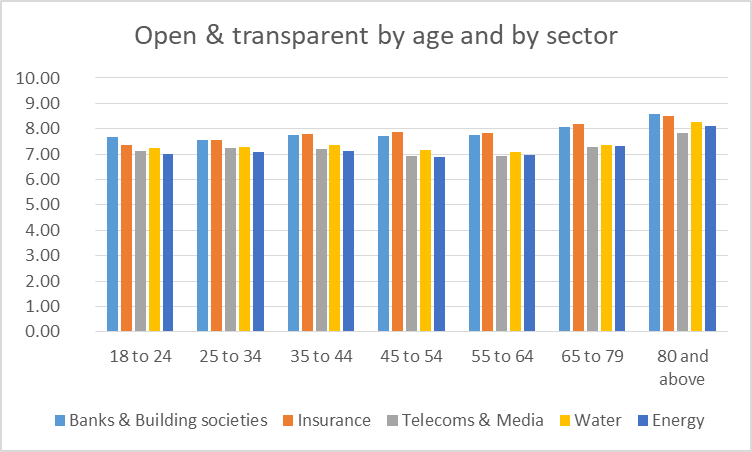 Open & transparent by age and by sector
10.00
9.00
8.00
7.00
6.00
5.00
4.00
3.00
2.00
1.00
0.00
18 to 24 25 to 34 35 to 44 45 to 54 55 to 64 65 to 79 80 and
above
Banks & Building societies Insurance Telecoms & Media Water Energy